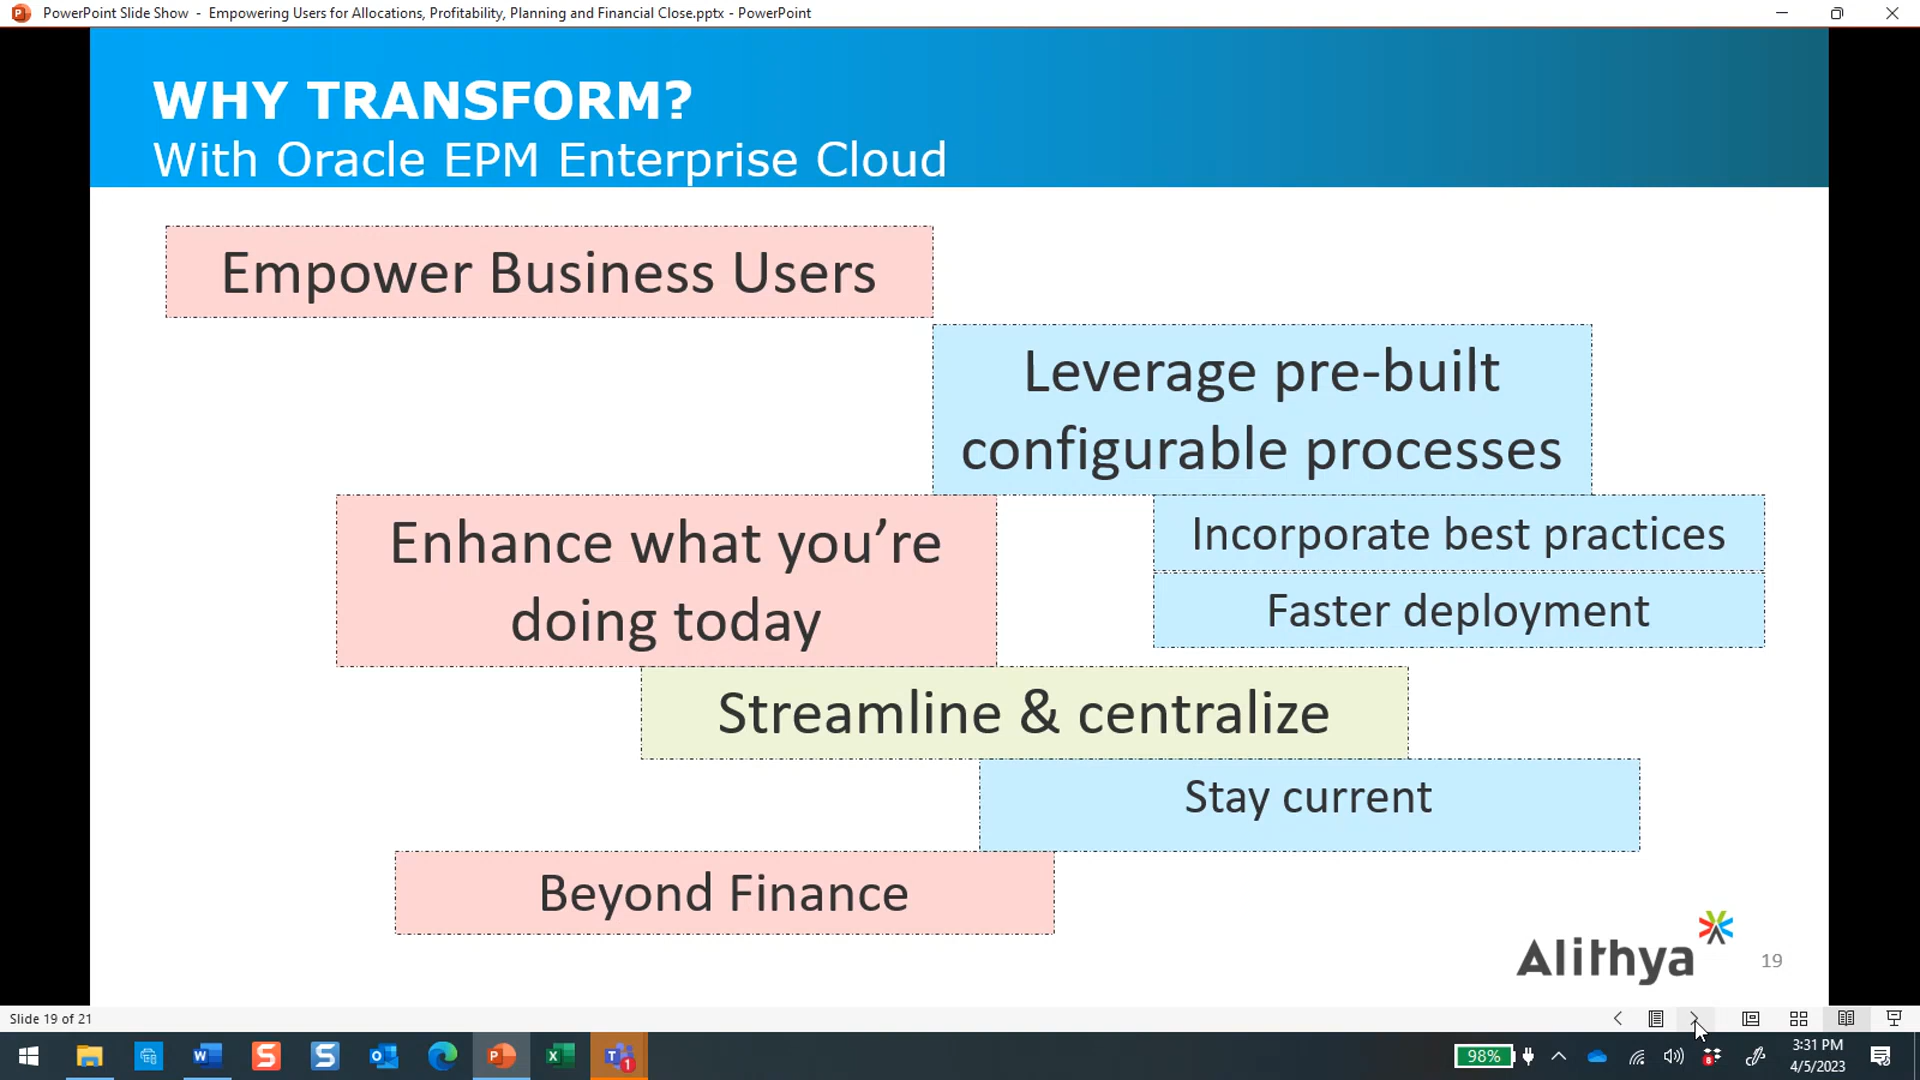 PowerPoint Slide Show - Empowering Users for Allocations, Profitability, Planning and Financial Close.pptx - PowerPoint
WHY TRANSFORM?
With Oracle EPM Enterprise Cloud
Empower Business Users
Leverage pre-built
configurable processes
Enhance what you’re
doing today
Incorporate best practices
Faster deployment
Streamline & centralize
Stay current
Beyond Finance
Alithya
19
Slide 19 of 21
98%
3:31 PM
4/5/2023